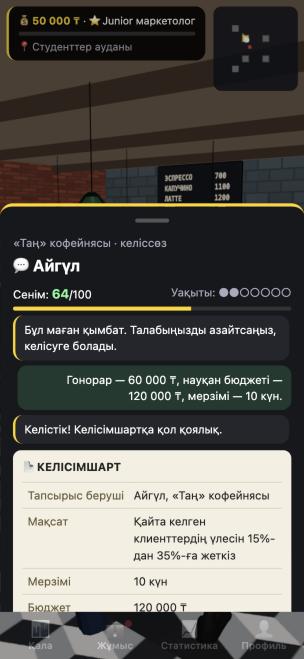 💰 50 000 ₸ · ⭐ Junior маркетолог
📍 Студенттер ауданы
ЭСПРЕССО 700
КАПУЧИНО 1100
ЛАТТЕ 1200
«Таң» кофейнясы · келіссөз
💬 Айгүл
Сенім: 64/100
Уақыты: ●●○○○○○
Бұл маған қымбат. Талабыңызды азайтсаңыз,
келісуге болады.
Гонорар — 60 000 ₸, науқан бюджеті —
120 000 ₸, мерзімі — 10 күн.
Келістік! Келісімшартқа қол қоялық.
📝 КЕЛІСІМШАРТ
Тапсырыс беруші Айгүл, «Таң» кофейнясы
Мақсат Қайта келген
клиенттердің үлесін 15%-
дан 35%-ға жеткіз
Мерзімі 10 күн
Бюджет 120 000 ₸
Қала Жұмыс Статистика Профиль